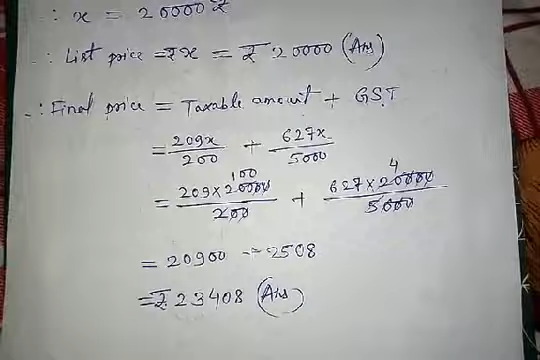 ∴ x = 20000 ₹
∴ List price = ₹x = ₹ 20000 (Ans)
∴ Final price = Taxable amount + GST
= 209x/200 + 627x/5000
= 209 × 20000/200 + 627 × 20000/5000
100 4
= 20900 + 2508
= ₹ 23408 (Ans)